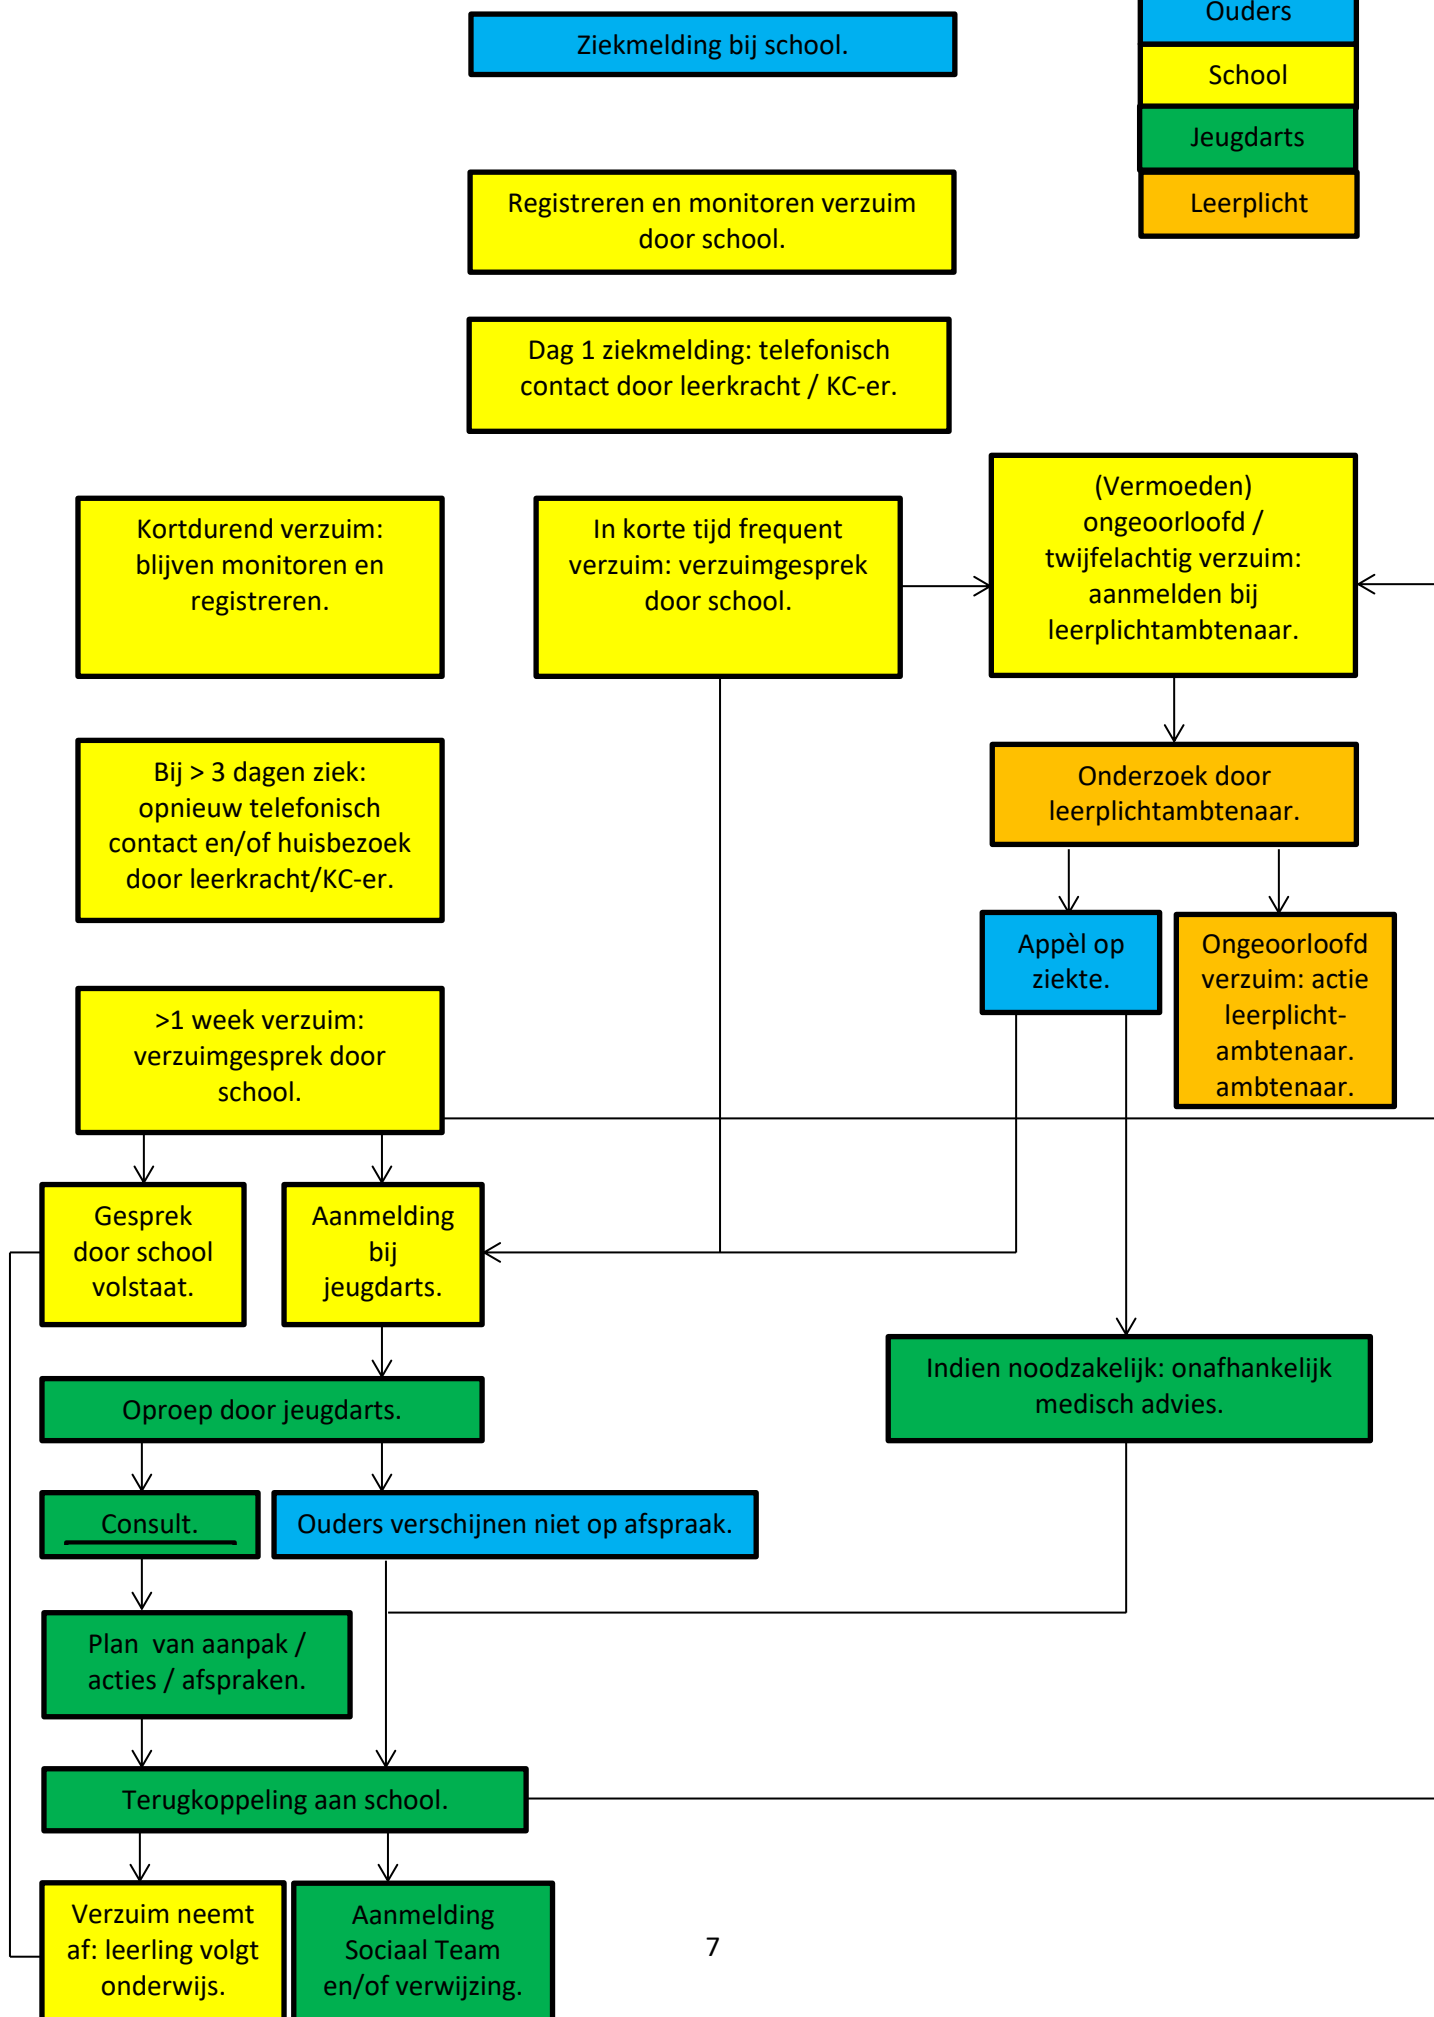 Ouders
Ziekmelding bij school.
School
Jeugdarts
Leerplicht
Registreren en monitoren verzuim
door school.
Dag 1 ziekmelding: telefonisch
contact door leerkracht / KC-er.
Kortdurend verzuim:
blijven monitoren en
registreren.
In korte tijd frequent
verzuim: verzuimgesprek
door school.
(Vermoeden)
ongeoorloofd /
twijfelachtig verzuim:
aanmelden bij
leerplichtambtenaar.
Bij > 3 dagen ziek:
opnieuw telefonisch
contact en/of huisbezoek
door leerkracht/KC-er.
Onderzoek door
leerplichtambtenaar.
Appèl op
ziekte.
Ongeoorloofd
verzuim: actie
leerplicht-
ambtenaar.
ambtenaar.
>1 week verzuim:
verzuimgesprek door
school.
Gesprek
door school
volstaat.
Aanmelding
bij
jeugdarts.
Indien noodzakelijk: onafhankelijk
medisch advies.
Oproep door jeugdarts.
Consult.
Ouders verschijnen niet op afspraak.
Plan  van aanpak /
acties / afspraken.
Terugkoppeling aan school.
Verzuim neemt
af: leerling volgt
onderwijs.
Aanmelding
Sociaal Team
en/of verwijzing.
7